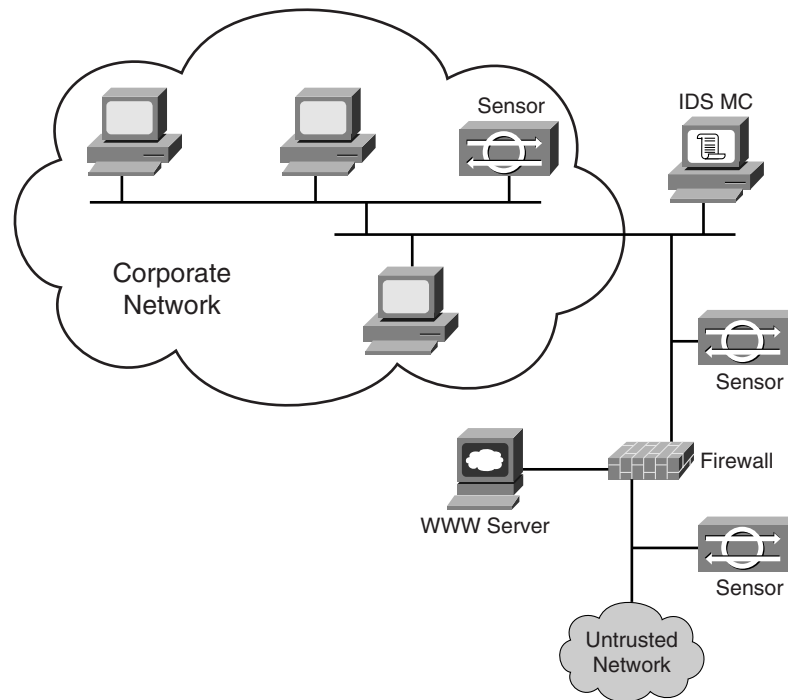 Sensor
IDS MC
Corporate
Network
Sensor
Firewall
WWW Server
Sensor
Untrusted
Network